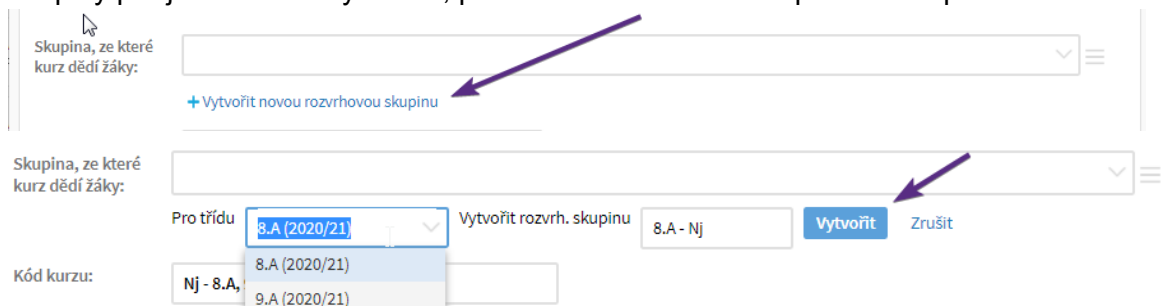 Skupina, ze které
kurz dědí žáky:
+ Vytvořit novou rozvrhovou skupinu
Skupina, ze které
kurz dědí žáky:
Pro třídu 8.A (2020/21) Vytvořit rozvrh. skupinu 8.A - Nj Vytvořit Zrušit
8.A (2020/21)
Kód kurzu: Nj - 8.A,
9.A (2020/21)